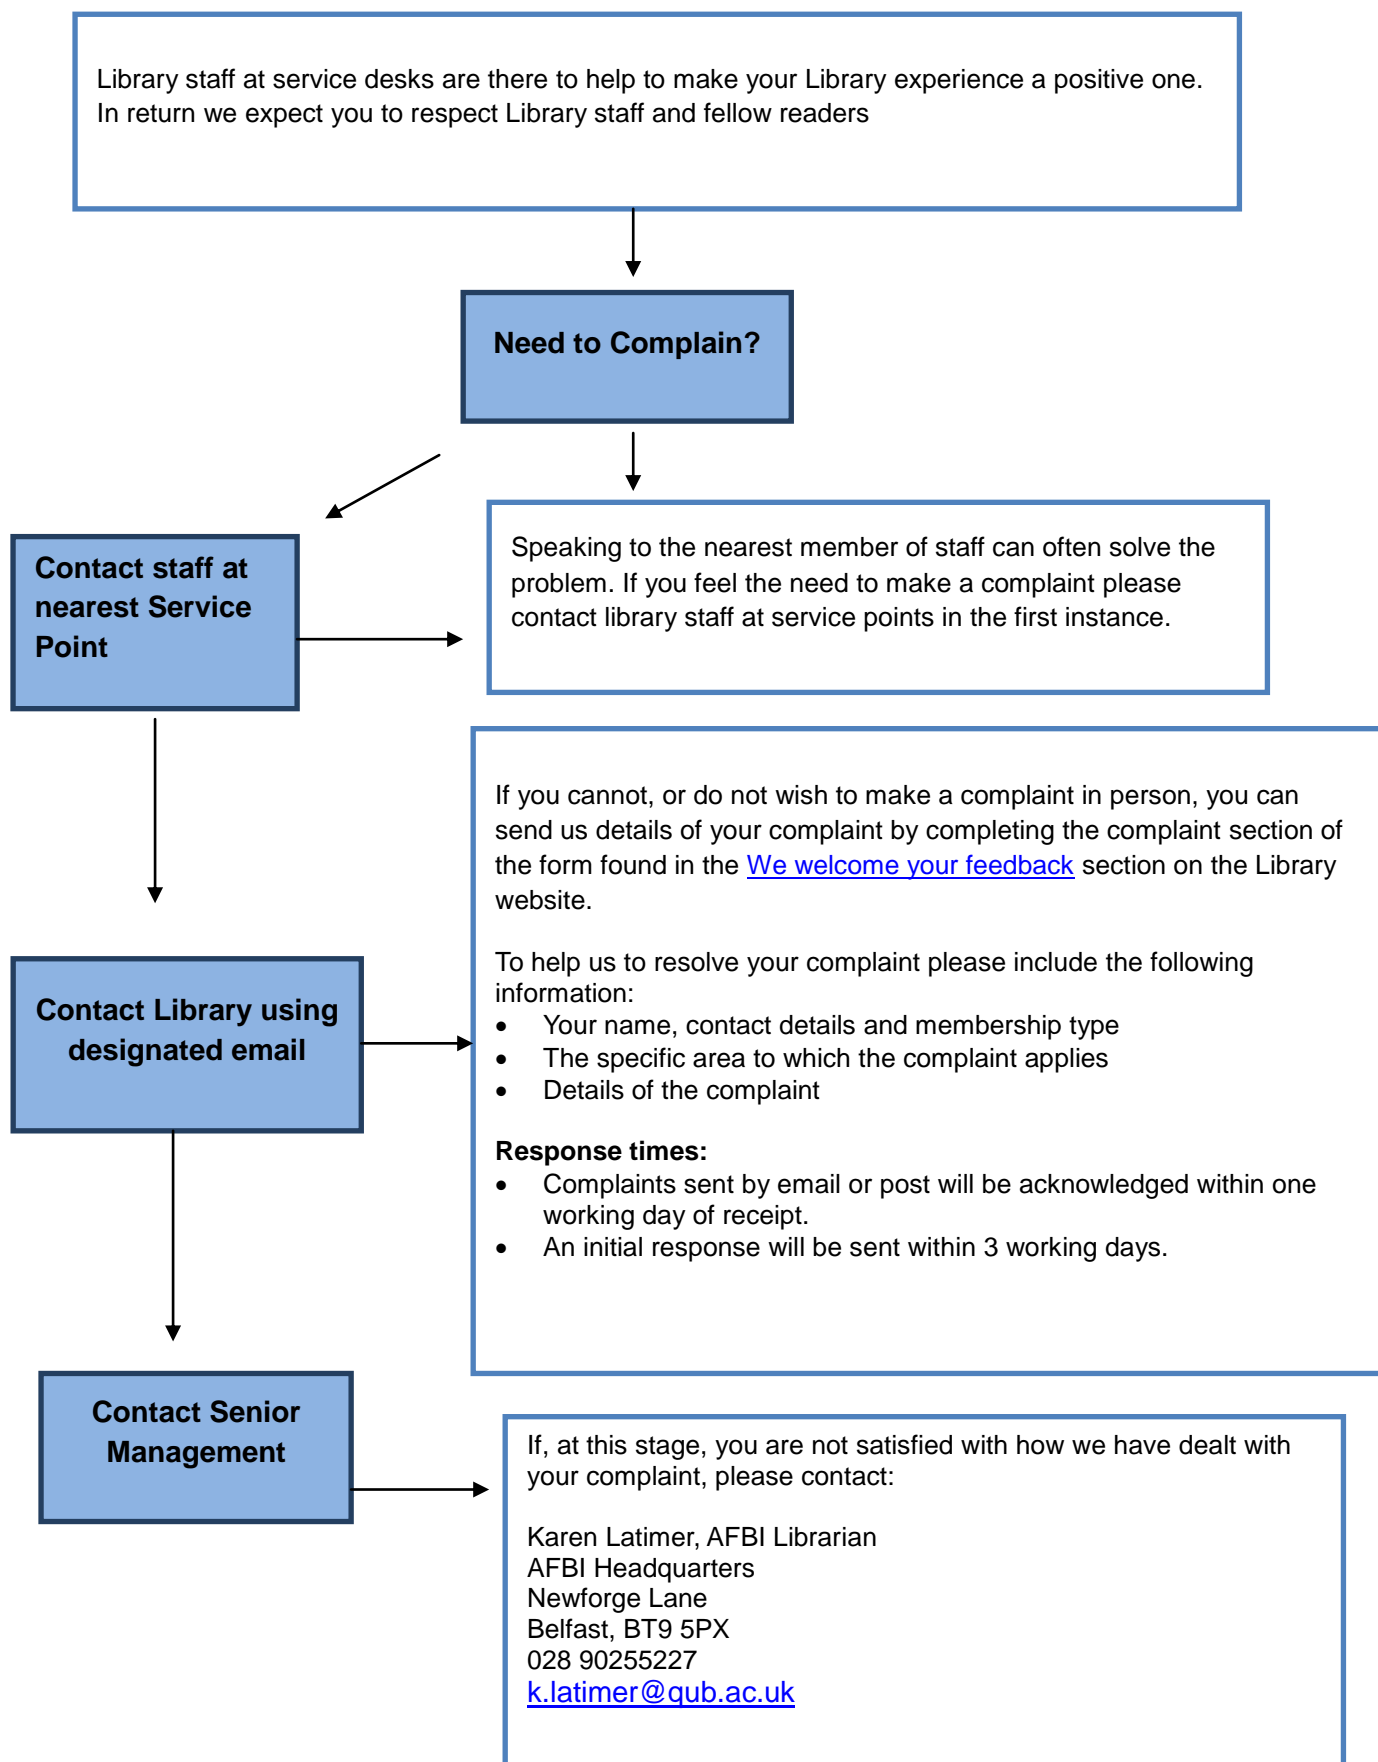 Library staff at service desks are there to help to make your Library experience a positive one.
In return we expect you to respect Library staff and fellow readers
Need to Complain?
Contact staff at
nearest Service
Point
Speaking to the nearest member of staff can often solve the
problem. If you feel the need to make a complaint please
contact library staff at service points in the first instance.
Contact Library using
designated email
If you cannot, or do not wish to make a complaint in person, you can
send us details of your complaint by completing the complaint section of
the form found in the We welcome your feedback section on the Library
website.
To help us to resolve your complaint please include the following
information:
• Your name, contact details and membership type
• The specific area to which the complaint applies
• Details of the complaint
Response times:
• Complaints sent by email or post will be acknowledged within one
working day of receipt.
• An initial response will be sent within 3 working days.
Contact Senior
Management
If, at this stage, you are not satisfied with how we have dealt with
your complaint, please contact:
Karen Latimer, AFBI Librarian
AFBI Headquarters
Newforge Lane
Belfast, BT9 5PX
028 90255227
k.latimer@qub.ac.uk